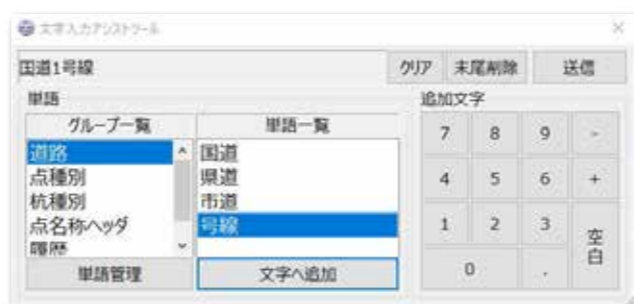 文字入力アシストツール
国道1号線
クリア 末尾削除 送信
単語
追加文字
グループ一覧
単語一覧
道路
点種別
杭種別
点名称ヘッダ
履歴
国道
県道
市道
号線
単語管理
文字へ追加
7 8 9 -
4 5 6 +
1 2 3 空白
0 .